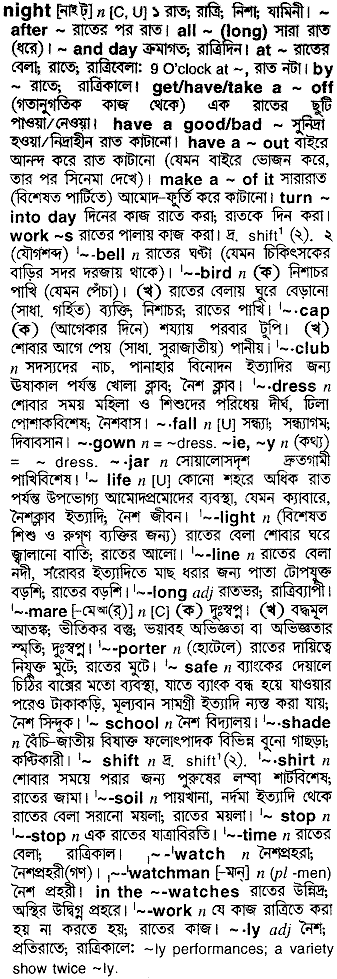 night [নাইট্] n [C, U] ১ রাত; রাত্রি; নিশা; যামিনী। ~
after ~ রাতের পর রাত। all ~ (long) সারা রাত
(ধরে)। ~ and day ক্রমাগত; রাত্রিদিন। at ~ রাতের
বেলা; রাতে; রাত্রিবেলা: 9 O'clock at ~, রাত নটা। by
~ রাতে; রাত্রিকালে। get/have/take a ~ off
(গতানুগতিক কাজ থেকে) এক রাতের ছুটি
পাওয়া/নেওয়া। have a good/bad ~ সুনিদ্রা
হওয়া/নিদ্রাহীন রাত কাটানো। have a ~ out বাইরে
আনন্দ করে রাত কাটানো (যেমন বাইরে ভোজন করে,
তার পর সিনেমা দেখে)। make a ~ of it সারারাত
(বিশেষত পার্টিতে) আমোদ-ফুর্তি করে কাটানো। turn ~
into day দিনের কাজ রাতে করা; রাতকে দিন করা।
work ~s রাতের পালায় কাজ করা। দ্র. shift¹ (২). ২
(যৌগশব্দ) ˈ~-bell n রাতের ঘণ্টা (যেমন চিকিৎসকের
বাড়ির সদর দরজায় থাকে)। ˈ~-bird n (ক) নিশাচর
পাখি (যেমন পেঁচা)। (খ) রাতের বেলায় ঘুরে বেড়ানো
(সাধা. গর্হিত) ব্যক্তি; নিশাচর; রাতের পাখি। ˈ~-cap
(ক) (আগেকার দিনে) শয্যায় পরবার টুপি। (খ)
শোবার আগে পেয় (সাধা. সুরাজাতীয়) পানীয়। ˈ~-club
n সদস্যদের নাচ, পানাহার বিনোদন ইত্যাদির জন্য
ঊষাকাল পর্যন্ত খোলা ক্লাব; নৈশ ক্লাব। ˈ~-dress n
শোবার সময় মহিলা ও শিশুদের পরিধেয় দীর্ঘ, ঢিলা
পোশাকবিশেষ; নৈশবাস। ~-fall n [U] সন্ধ্যা; সন্ধ্যাগম;
দিবাবসান। ~-gown n = ~dress. ~ie, ~y n (কথ্য)
= ~ dress. ~-jar n সোয়ালোসদৃশ দ্রুতগামী
পাখিবিশেষ। ˈ~ life n [U] কোনো শহরে অধিক রাত
পর্যন্ত উপভোগ্য আমোদপ্রমোদের ব্যবস্থা, যেমন ক্যাবারে,
নৈশক্লাব ইত্যাদি; নৈশ জীবন। ˈ~-light n (বিশেষত
শিশু ও রুগ্‌ণ ব্যক্তির জন্য) রাতের বেলা শোবার ঘরে
জ্বালানো বাতি; রাতের আলো। ˈ~-line n রাতের বেলা
নদী, সরোবর ইত্যাদিতে মাছ ধরার জন্য পাতা টোপযুক্ত
বড়শি; রাতের বড়শি। ˈ~-long adj রাতভর; রাত্রিব্যাপী।
ˈ~-mare [-মেআ(র্)] n [C] (ক) দুঃস্বপ্ন। (খ) বদ্ধমূল
আতঙ্ক; ভীতিকর বস্তু; ভয়াবহ অভিজ্ঞতা বা অভিজ্ঞতার
স্মৃতি; দুঃস্বপ্ন। ˈ~-porter n (হোটেলে) রাতের দায়িত্বে
নিযুক্ত মুটে; রাতের মুটে। ˈ~ safe n ব্যাংকের দেয়ালে
চিঠির বাক্সের মতো ব্যবস্থা, যাতে ব্যাংক বন্ধ হয়ে যাওয়ার
পরেও টাকাকড়ি, মূল্যবান সামগ্রী ইত্যাদি ন্যস্ত করা যায়;
নৈশ সিন্দুক। ˈ~ school n নৈশ বিদ্যালয়। ˈ~-shade
n বৈঁচি-জাতীয় বিষাক্ত ফলোৎপাদক বিভিন্ন বুনো গাছড়া;
কণ্টিকারী। ˈ~ shift n দ্র. shift¹(২). ˈ~-shirt n
শোবার সময়ে পরার জন্য পুরুষের লম্বা শার্টবিশেষ;
রাতের জামা। ˈ~-soil n পায়খানা, নর্দমা ইত্যাদি থেকে
রাতের বেলা সরানো ময়লা; রাতের ময়লা। ˈ~ stop n
ˈ~-stop n এক রাতের যাত্রাবিরতি। ˈ~-time n রাতের
বেলা; রাত্রিকাল। ˌ~-ˈwatch n নৈশপ্রহরা;
নৈশপ্রহরী(গণ)। ˌ~-ˈwatchman [-মান্] n (pl -men)
নৈশ প্রহরী। in the ~-watches রাতের উন্নিদ্র,
অস্থির উদ্বিগ্ন প্রহরে। ˈ~-work n যে কাজ রাত্রিতে করা
হয় না করতে হয়; রাতের কাজ। ~-ly adj নৈশ;
প্রতিরাতে; রাত্রিকালে: ~ly performances; a variety
show twice ~ly.